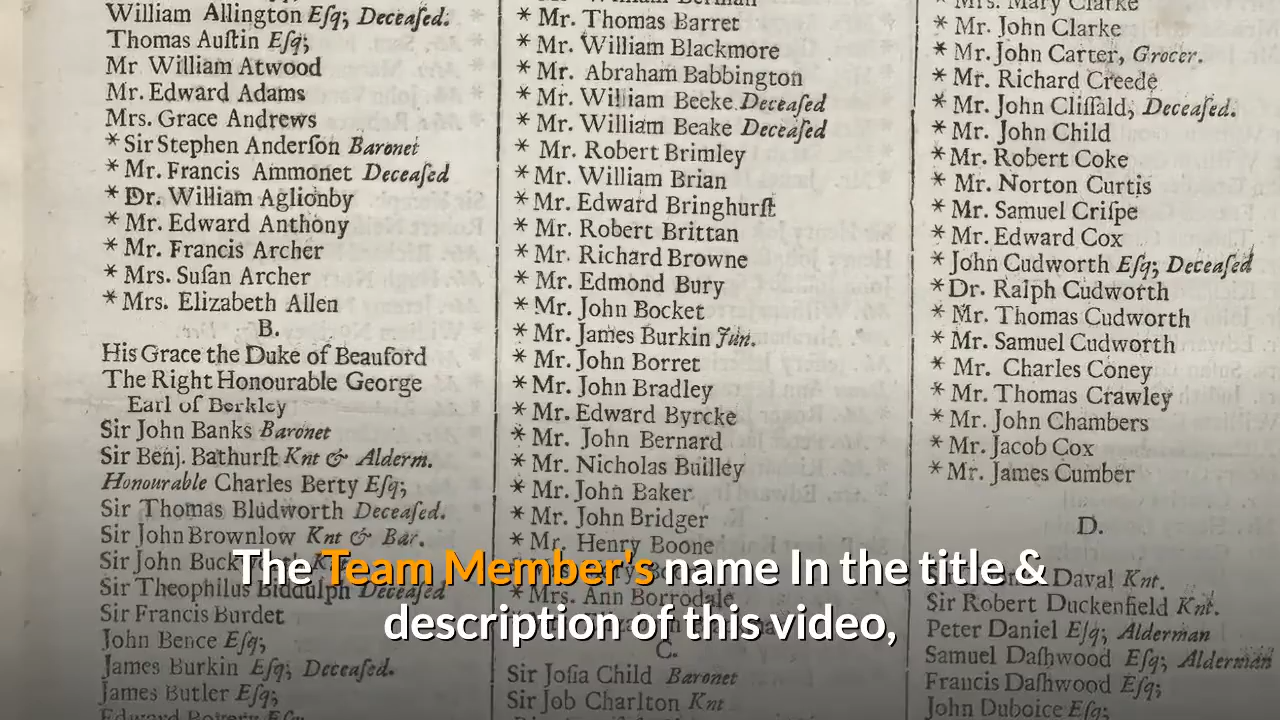 William Allington Eſq; Deceaſed.
Thomas Auſtin Eſq;
Mr William Atwood
Mr. Edward Adams
Mrs. Grace Andrews
* Sir Stephen Anderſon Baronet
* Mr. Francis Ammonet Deceaſed
* Dr. William Aglionby
* Mr. Edward Anthony
* Mr. Francis Archer
* Mrs. Suſan Archer
* Mrs. Elizabeth Allen
B.
His Grace the Duke of Beauford
The Right Honourable George
Earl of Berkley
Sir John Banks Baronet
Sir Benj. Bathurſt Knt & Alderm.
Honourable Charles Berty Eſq;
Sir Thomas Bludworth Deceaſed.
Sir John Brownlow Knt & Bar.
Sir John
Sir Theophilus Biddulph Deceaſed
Sir Francis Burdet
John Bence Eſq;
James Burkin Eſq; Deceaſed.
James Butler Eſq;
* Mr. Thomas Barret
* Mr. William Blackmore
* Mr. Abraham Babbington
* Mr. William Beeke Deceaſed
* Mr. William Beake Deceaſed
* Mr. Robert Brimley
* Mr. William Brian
* Mr. Edward Bringhurſt
* Mr. Robert Brittan
* Mr. Richard Browne
* Mr. Edmond Bury
* Mr. John Bocket
* Mr. James Burkin Jun.
* Mr. John Borret
* Mr. John Bradley
* Mr. Edward Byrcke
* Mr. John Bernard
* Mr. Nicholas Builley
* Mr. John Baker
* Mr. John Bridger
* Mr. Henry Boone
* Mrs. Ann Borrodale
C.
Sir Joſia Child Baronet
Sir Job Charlton Knt
Mrs. Mary Clarke
* Mr. John Clarke
* Mr. John Carter, Grocer.
* Mr. Richard Creede
* Mr. John Cliſſald, Deceaſed.
* Mr. John Child
* Mr. Robert Coke
* Mr. Norton Curtis
* Mr. Samuel Criſpe
* Mr. Edward Cox
* John Cudworth Eſq; Deceaſed
* Dr. Ralph Cudworth
* Mr. Thomas Cudworth
* Mr. Samuel Cudworth
* Mr. Charles Coney
* Mr. Thomas Crawley
* Mr. John Chambers
* Mr. Jacob Cox
* Mr. James Cumber
D.
Daval Knt.
Sir Robert Duckenfield Knt.
Peter Daniel Eſq; Alderman
Samuel Daſhwood Eſq; Alderman
Francis Daſhwood Eſq;
John Duboice Eſq;
The Team Member's name In the title &
description of this video,